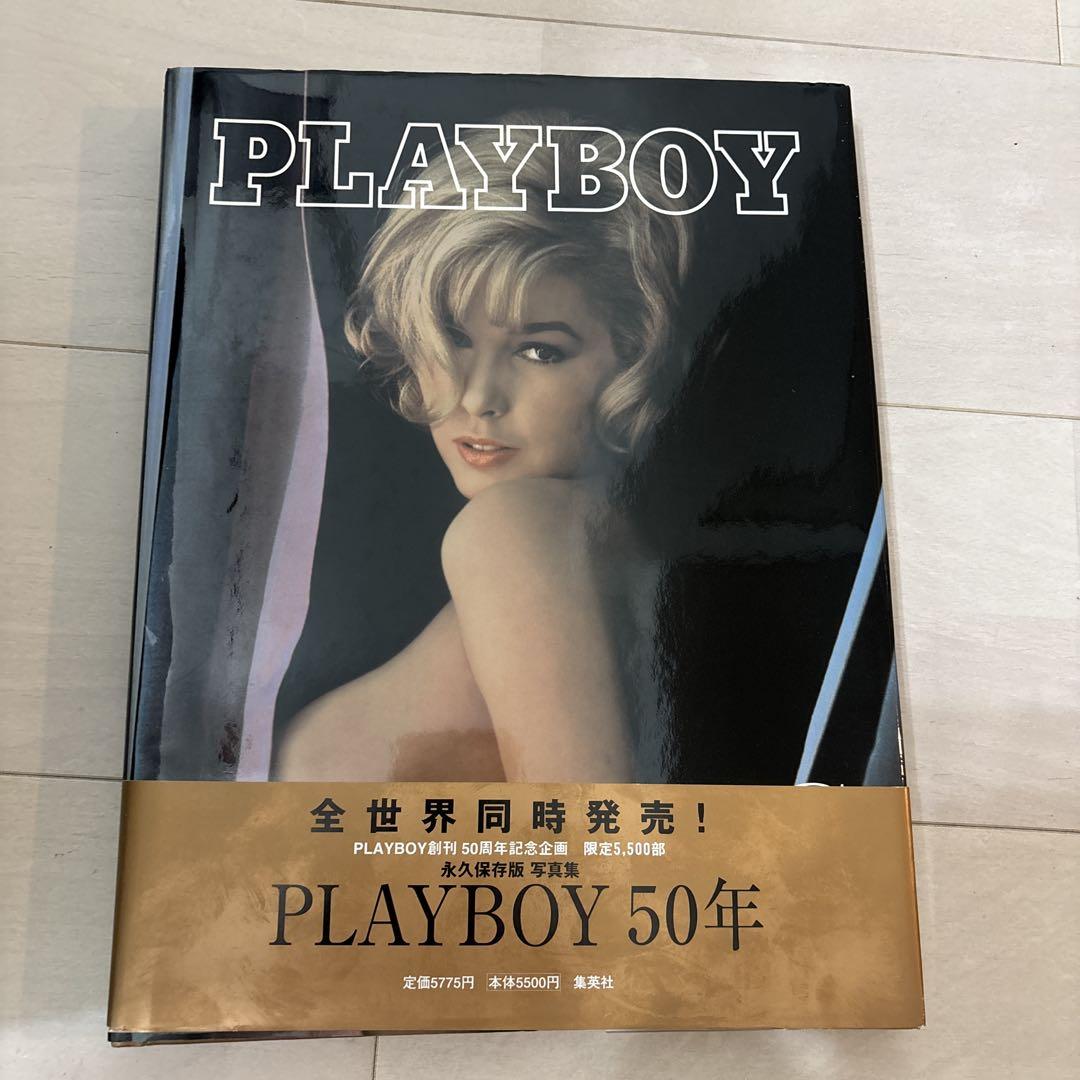 PLAYBOY
全世界同時発売！
PLAYBOY創刊 50周年記念企画　限定5,500部
永久保存版 写真集
PLAYBOY 50年
定価5775円　本体5500円　集英社